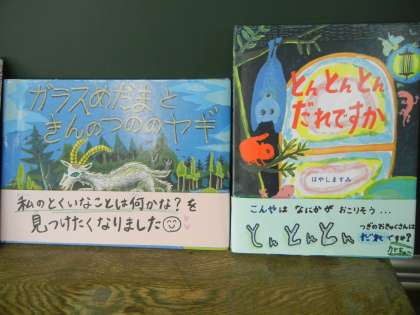 ガラスめだまと
きんのつののヤギ
私のとくいなことは何かな？を
見つけたくなりました
とんとんとん
だれですか
はやしますみ
こんやは なにかが おこりそう...
とんとんとん
つぎのおきゃくさんは
だれですか？